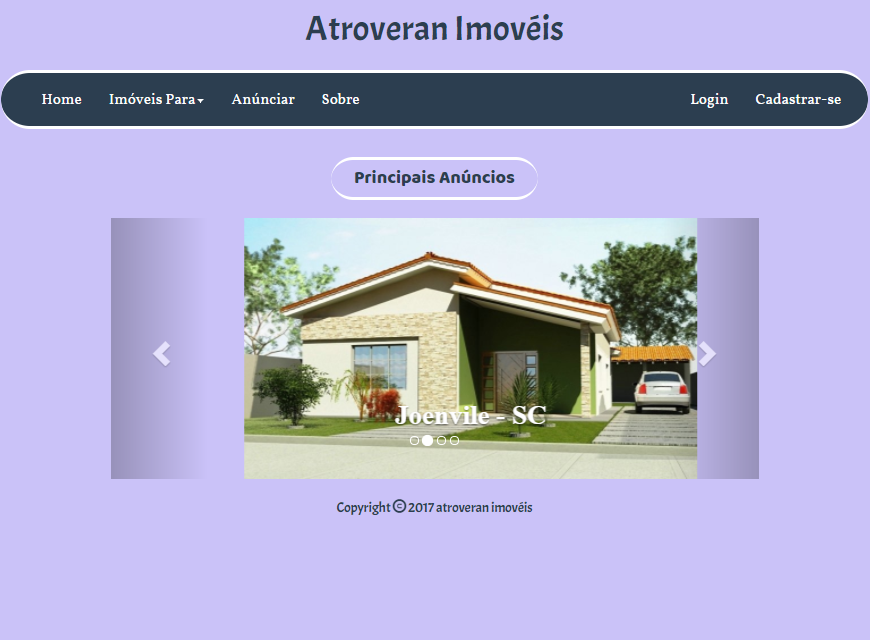 Atroveran Imovéis
Home Imóveis Para Anúnciar Sobre Login Cadastrar-se
Principais Anúncios
Joenvile - SC
Copyright © 2017 atroveran imovéis